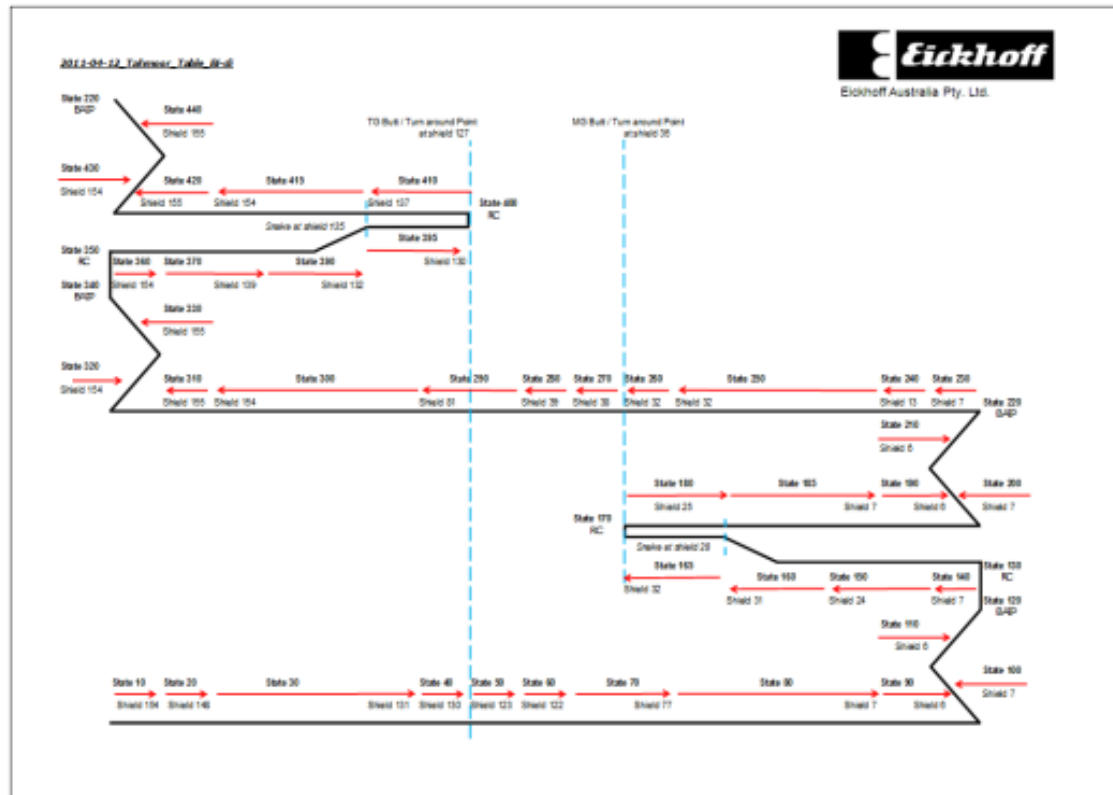 2011-04-12_Tahmoor_Table_Bi-di
Eickhoff
Eickhoff Australia Pty. Ltd.
State 220
BAEP
State 440
Shield 155
TG Butt / Turn around Point
at shield 127
MG Butt / Turn around Point
at shield 35
State 430
Shield 154
State 420
State 415
State 410
Shield 155
Shield 154
Shield 137
State 400
RC
Snake at shield 135
State 395
Shield 130
State 350
RC
State 360
State 370
State 390
Shield 154
Shield 139
Shield 132
State 340
BAEP
State 330
Shield 155
State 320
Shield 154
State 310
State 300
State 290
State 280
State 270
State 260
State 250
State 240
State 230
Shield 155
Shield 154
Shield 81
Shield 39
Shield 38
Shield 32
Shield 32
Shield 13
Shield 7
State 220
BAEP
State 210
Shield 6
State 180
State 185
State 190
State 200
Shield 25
Shield 7
Shield 6
Shield 7
State 170
RC
Snake at shield 28
State 165
Shield 32
State 160
State 150
State 140
Shield 31
Shield 24
Shield 7
State 130
RC
State 120
BAEP
State 110
Shield 6
State 100
Shield 7
State 10
State 20
State 30
State 40
State 50
State 60
State 70
State 80
State 90
Shield 154
Shield 146
Shield 131
Shield 130
Shield 123
Shield 122
Shield 77
Shield 7
Shield 6